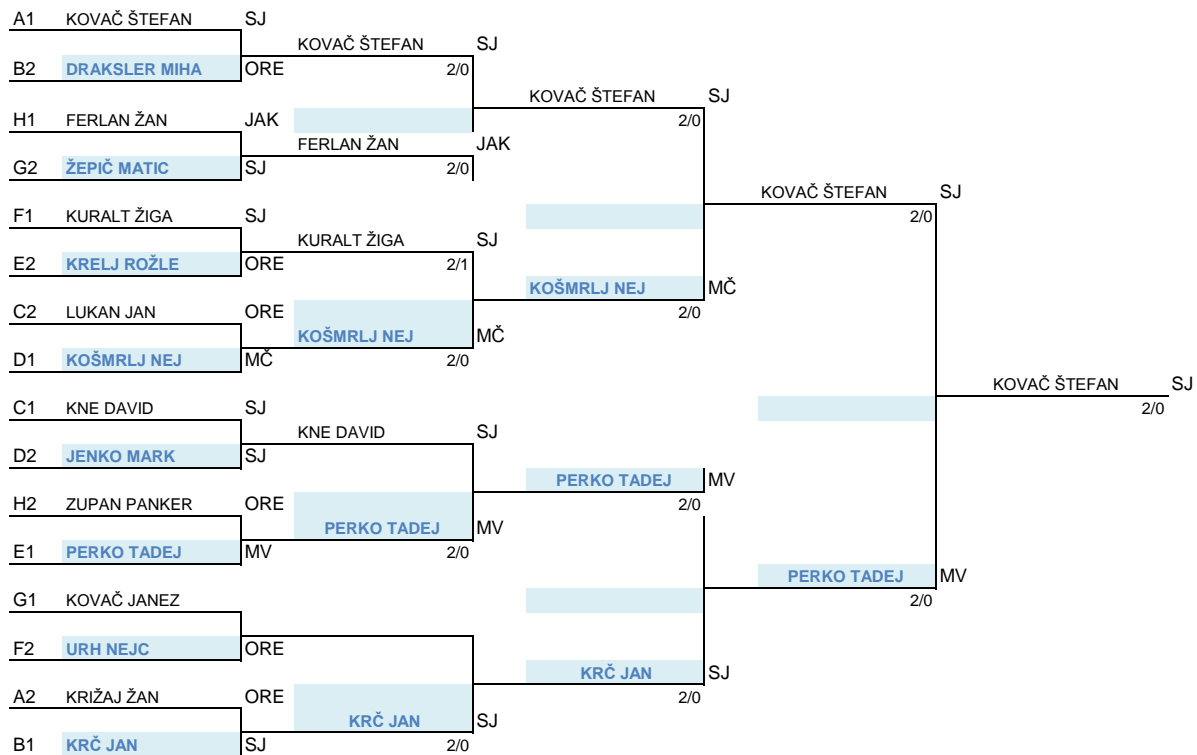 A1 KOVAČ ŠTEFAN SJ
KOVAČ ŠTEFAN SJ
B2 DRAKSLER MIHA ORE 2/0
KOVAČ ŠTEFAN SJ
H1 FERLAN ŽAN JAK 2/0
FERLAN ŽAN JAK
G2 ŽEPIČ MATIC SJ 2/0
KOVAČ ŠTEFAN SJ
F1 KURALT ŽIGA SJ 2/0
KURALT ŽIGA SJ
E2 KRELJ ROŽLE ORE 2/1
KOŠMRLJ NEJ MČ
C2 LUKAN JAN ORE 2/0
KOŠMRLJ NEJ MČ
D1 KOŠMRLJ NEJ MČ 2/0
KOVAČ ŠTEFAN SJ
C1 KNE DAVID SJ 2/0
KNE DAVID SJ
D2 JENKO MARK SJ
PERKO TADEJ MV
H2 ZUPAN PANKER ORE 2/0
PERKO TADEJ MV
E1 PERKO TADEJ MV 2/0
PERKO TADEJ MV
G1 KOVAČ JANEZ 2/0
F2 URH NEJC ORE
KRČ JAN SJ
A2 KRIŽAJ ŽAN ORE 2/0
KRČ JAN SJ
B1 KRČ JAN SJ 2/0